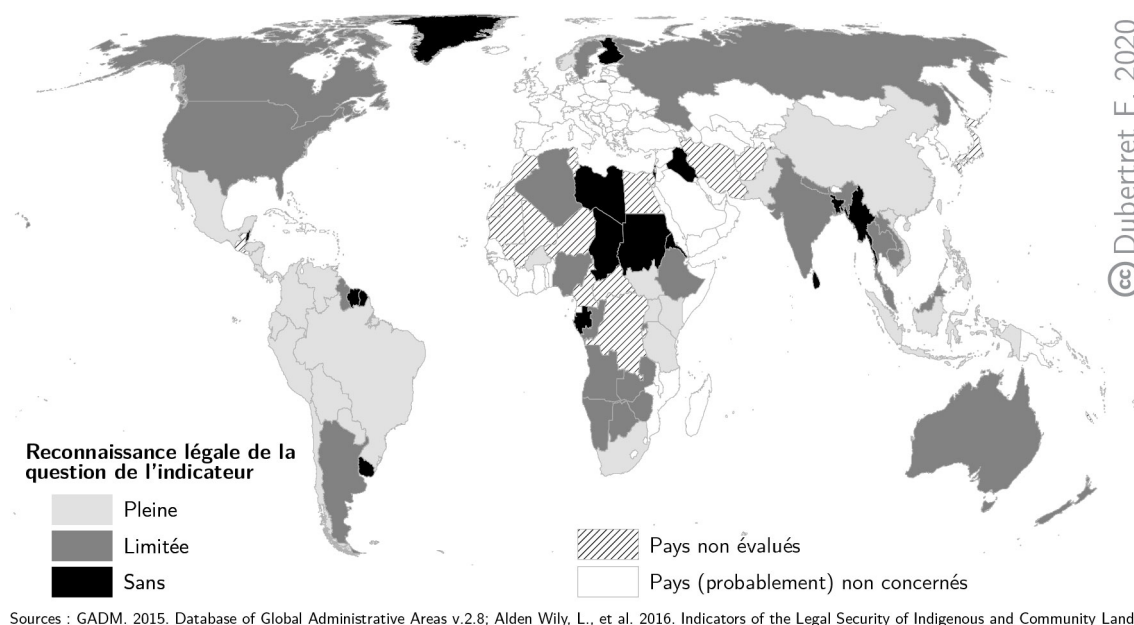 cc Dubertret F. 2020
Reconnaissance légale de la
question de l'indicateur
Pleine
Limitée
Sans
Pays non évalués
Pays (probablement) non concernés
Sources : GADM. 2015. Database of Global Administrative Areas v.2.8; Alden Wily, L., et al. 2016. Indicators of the Legal Security of Indigenous and Community Land